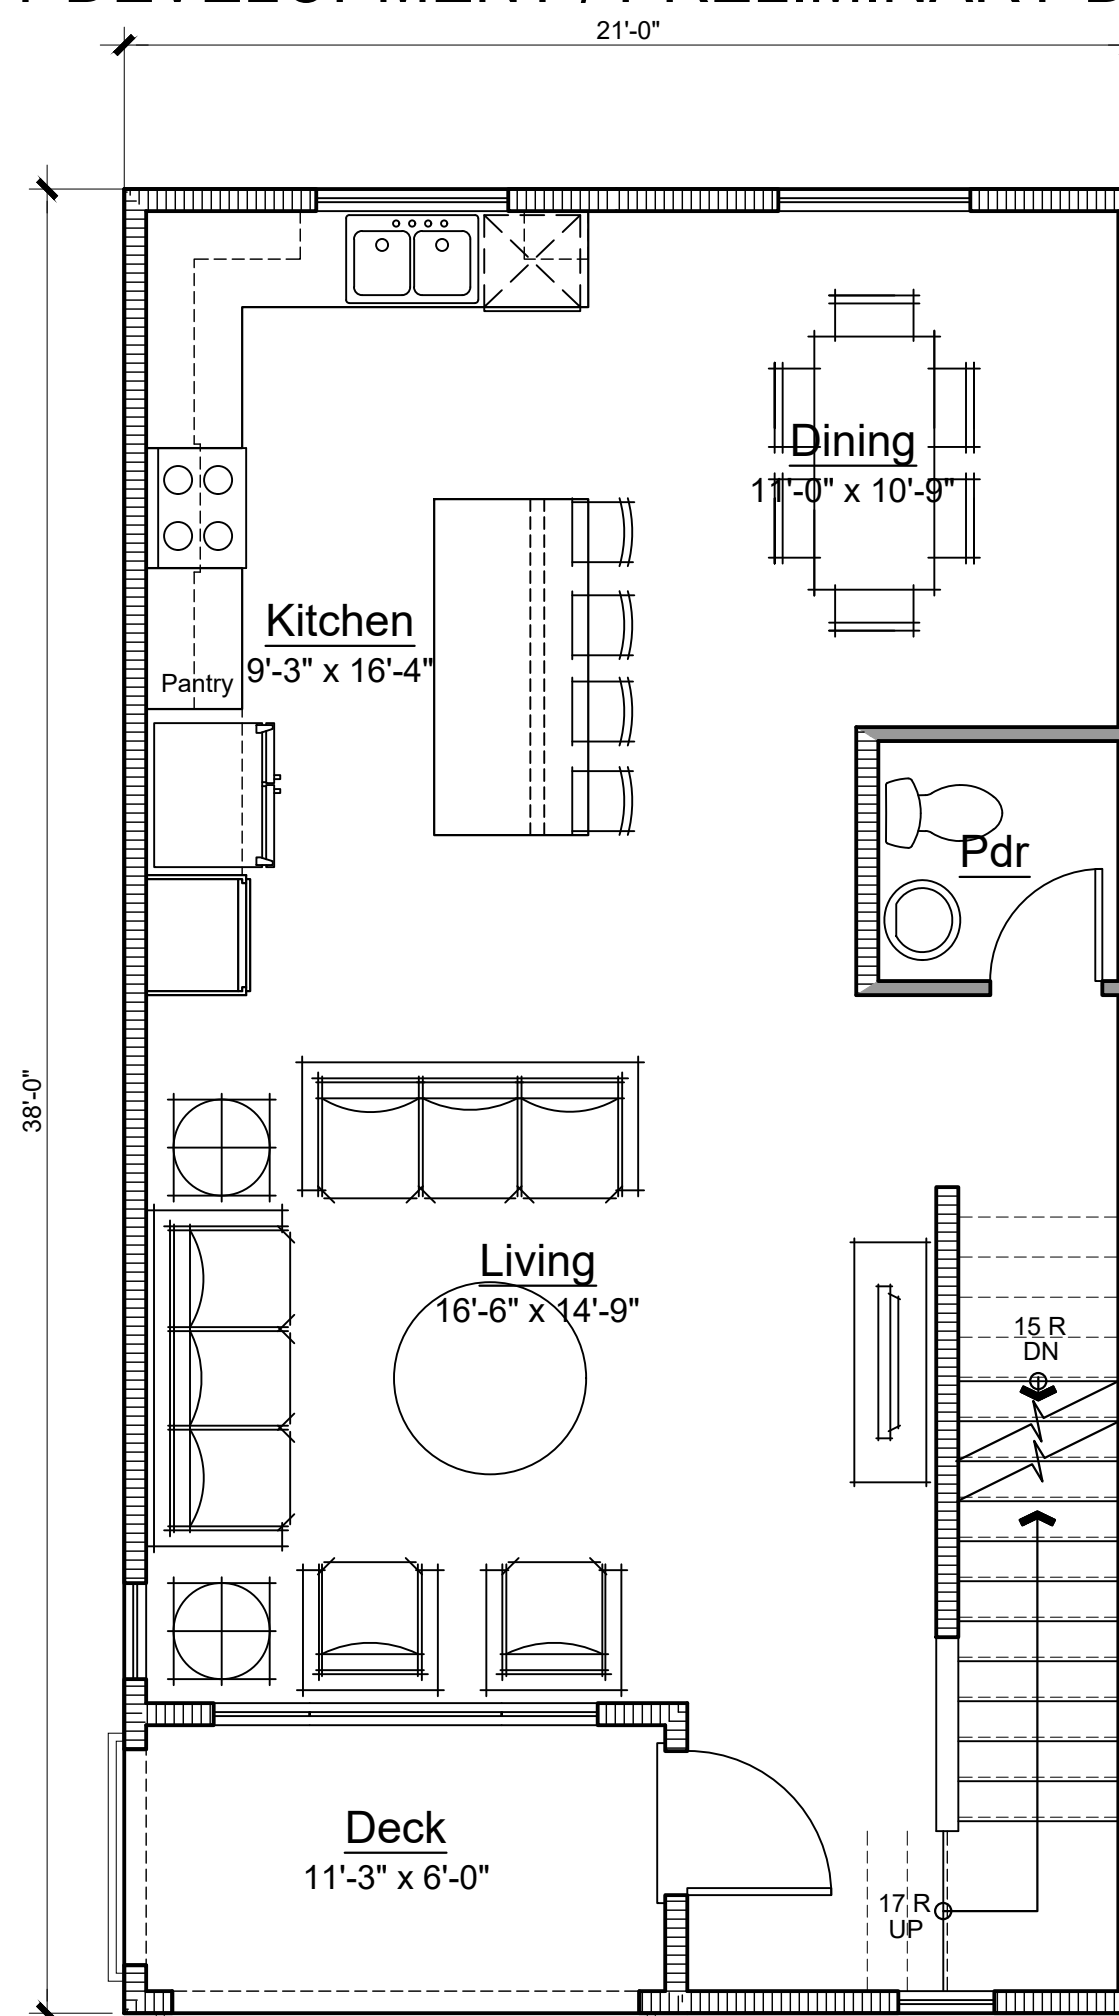 21'-0"
Dining
11'-0" x 10'-9"
Kitchen
9'-3" x 16'-4"
Pantry
Pdr
38'-0"
Living
16'-6" x 14'-9"
15 R
DN
Deck
11'-3" x 6'-0"
17 R
UP